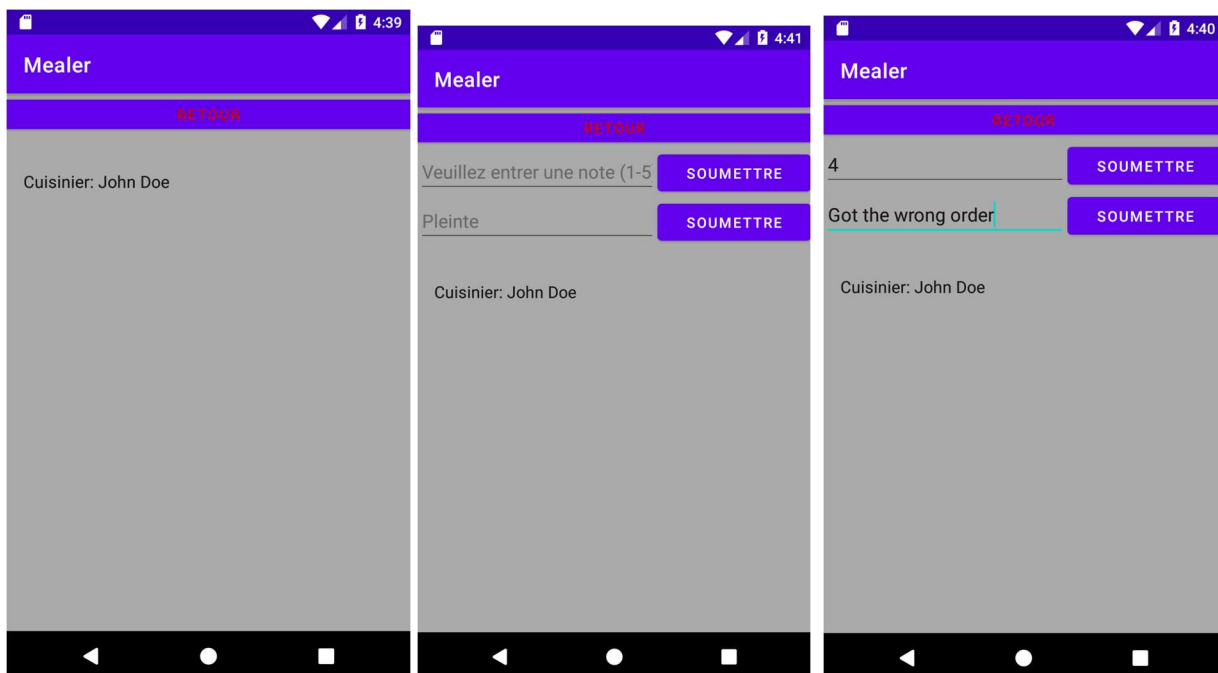 4:39
Mealer
RETOUR
Cuisinier: John Doe
4:41
Mealer
RETOUR
Veuillez entrer une note (1-5
SOUMETTRE
Pleinte
SOUMETTRE
Cuisinier: John Doe
4:40
Mealer
RETOUR
4
SOUMETTRE
Got the wrong order
SOUMETTRE
Cuisinier: John Doe